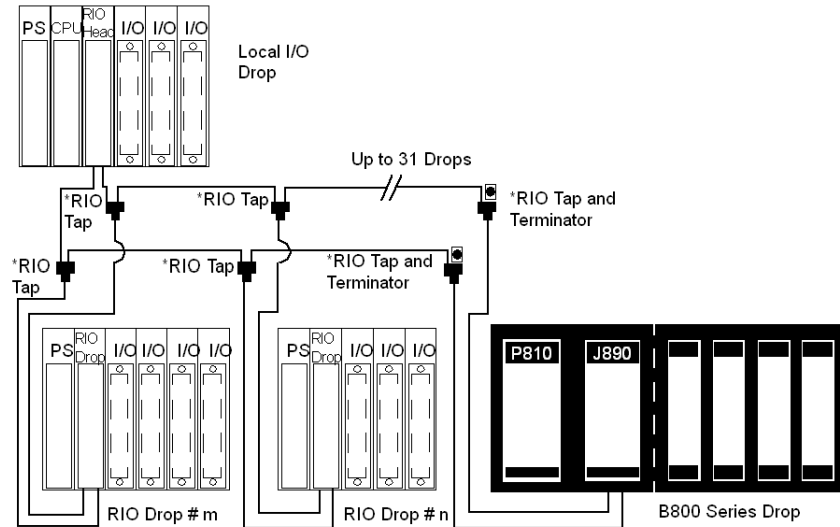 PS CPU RIO Head I/O I/O I/O
Local I/O
Drop
Up to 31 Drops
*RIO
Tap
*RIO Tap
*RIO Tap and
Terminator
*RIO
Tap
*RIO Tap
*RIO Tap and
Terminator
PS RIO Drop I/O I/O I/O I/O
PS RIO Drop I/O I/O I/O
P810 J890
RIO Drop # m
RIO Drop # n
B800 Series Drop